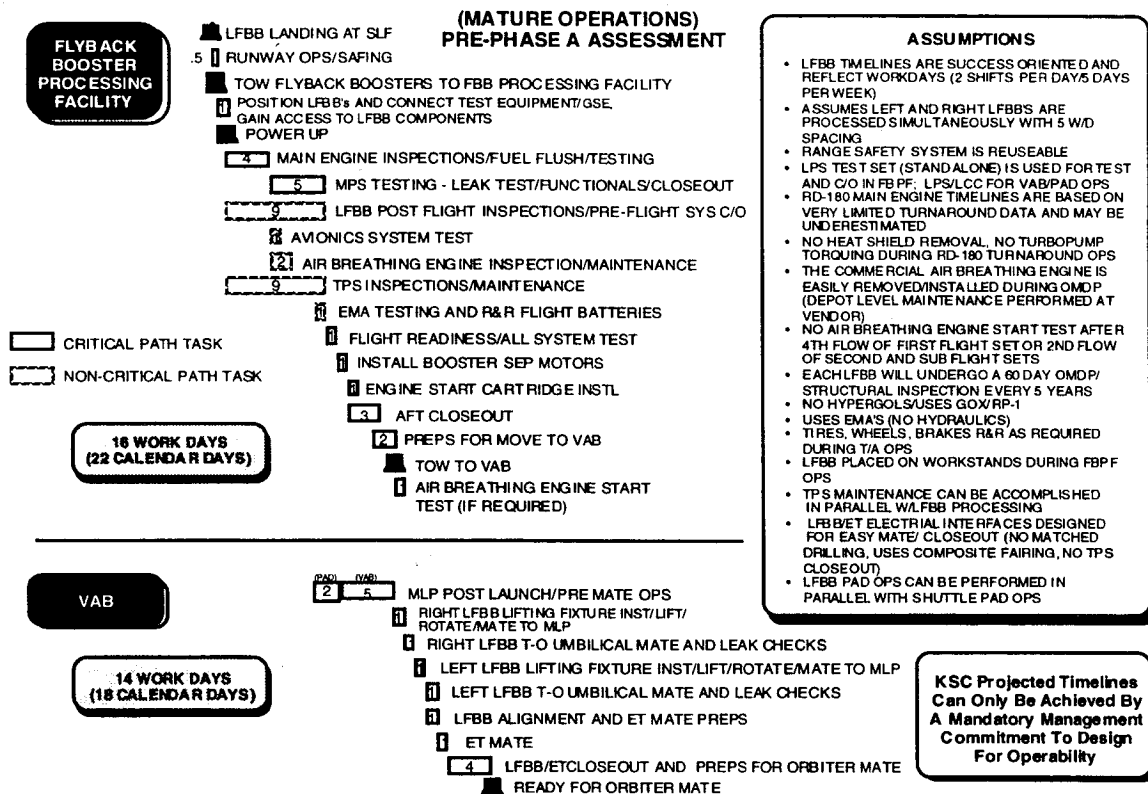 (MATURE OPERATIONS)
PRE-PHASE A ASSESSMENT
FLYBACK
BOOSTER
PROCESSING
FACILITY
LFBB LANDING AT SLF
.5 RUNWAY OPS/SAFING
TOW FLYBACK BOOSTERS TO FBB PROCESSING FACILITY
1 POSITION LFBB's AND CONNECT TEST EQUIPMENT/GSE,
GAIN ACCESS TO LFBB COMPONENTS
POWER UP
4 MAIN ENGINE INSPECTIONS/FUEL FLUSH/TESTING
5 MPS TESTING - LEAK TEST/FUNCTIONALS/CLOSEOUT
9 LFBB POST FLIGHT INSPECTIONS/PRE-FLIGHT SYS C/O
AVIONICS SYSTEM TEST
2 AIR BREATHING ENGINE INSPECTION/MAINTENANCE
9 TPS INSPECTIONS/MAINTENANCE
1 EMA TESTING AND R&R FLIGHT BATTERIES
1 FLIGHT READINESS/ALL SYSTEM TEST
1 INSTALL BOOSTER SEP MOTORS
1 ENGINE START CARTRIDGE INSTL
3 AFT CLOSEOUT
2 PREPS FOR MOVE TO VAB
TOW TO VAB
1 AIR BREATHING ENGINE START
TEST (IF REQUIRED)
CRITICAL PATH TASK
NON-CRITICAL PATH TASK
16 WORK DAYS
(22 CALENDAR DAYS)
VAB
14 WORK DAYS
(18 CALENDAR DAYS)
(PAD) (VAB)
2 5 MLP POST LAUNCH/PRE MATE OPS
1 RIGHT LFBB LIFTING FIXTURE INST/LIFT/
ROTATE/MATE TO MLP
1 RIGHT LFBB T-O UMBILICAL MATE AND LEAK CHECKS
1 LEFT LFBB LIFTING FIXTURE INST/LIFT/ROTATE/MATE TO MLP
1 LEFT LFBB T-O UMBILICAL MATE AND LEAK CHECKS
1 LFBB ALIGNMENT AND ET MATE PREPS
1 ET MATE
4 LFBB/ETCLOSEOUT AND PREPS FOR ORBITER MATE
READY FOR ORBITER MATE
ASSUMPTIONS
• LFBB TIMELINES ARE SUCCESS ORIENTED AND
REFLECT WORKDAYS (2 SHIFTS PER DAY/5 DAYS
PER WEEK)
• ASSUMES LEFT AND RIGHT LFBB'S ARE
PROCESSED SIMULTANEOUSLY WITH 5 W/D
SPACING
• RANGE SAFETY SYSTEM IS REUSEABLE
• LPS TEST SET (STANDALONE) IS USED FOR TEST
AND C/O IN FBPF; LPS/LCC FOR VAB/PAD OPS
• RD-180 MAIN ENGINE TIMELINES ARE BASED ON
VERY LIMITED TURNAROUND DATA AND MAY BE
UNDERESTIMATED
• NO HEAT SHIELD REMOVAL, NO TURBOPUMP
TORQUING DURING RD-180 TURNAROUND OPS
• THE COMMERCIAL AIR BREATHING ENGINE IS
EASILY REMOVED/INSTALLED DURING OMDP
(DEPOT LEVEL MAINTENANCE PERFORMED AT
VENDOR)
• NO AIR BREATHING ENGINE START TEST AFTER
4TH FLOW OF FIRST FLIGHT SET OR 2ND FLOW
OF SECOND AND SUB FLIGHT SETS
• EACH LFBB WILL UNDERGO A 60 DAY OMDP/
STRUCTURAL INSPECTION EVERY 5 YEARS
• NO HYPERGOLS/USES GOX/RP-1
• USES EMA'S (NO HYDRAULICS)
• TIRES, WHEELS, BRAKES R&R AS REQUIRED
DURING T/A OPS
• LFBB PLACED ON WORKSTANDS DURING FBPF
OPS
• TPS MAINTENANCE CAN BE ACCOMPLISHED
IN PARALLEL W/LFBB PROCESSING
• LFBB/ET ELECTRIAL INTERFACES DESIGNED
FOR EASY MATE/ CLOSEOUT (NO MATCHED
DRILLING, USES COMPOSITE FAIRING, NO TPS
CLOSEOUT)
• LFBB PAD OPS CAN BE PERFORMED IN
PARALLEL WITH SHUTTLE PAD OPS
KSC Projected Timelines
Can Only Be Achieved By
A Mandatory Management
Commitment To Design
For Operability